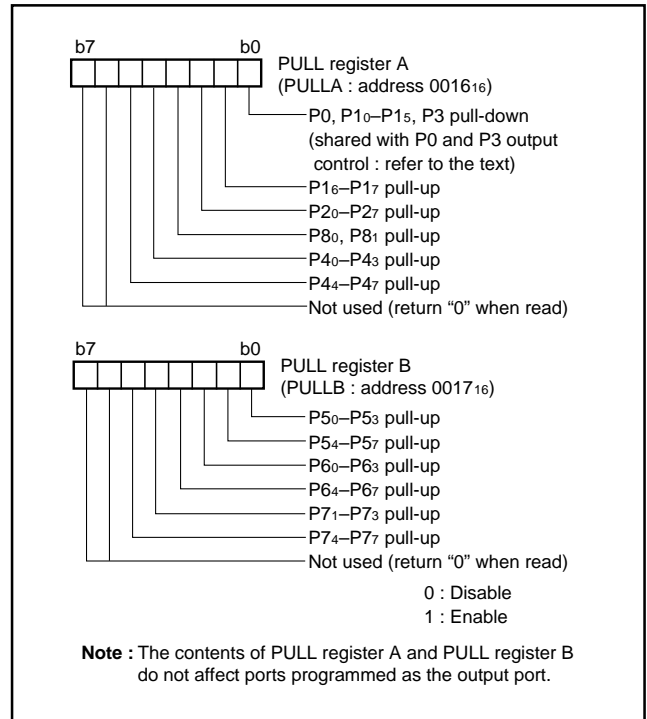 b7 b0
PULL register A
(PULLA : address 001616)
P0, P10–P15, P3 pull-down
(shared with P0 and P3 output
control : refer to the text)
P16–P17 pull-up
P20–P27 pull-up
P80, P81 pull-up
P40–P43 pull-up
P44–P47 pull-up
Not used (return “0” when read)
b7 b0
PULL register B
(PULLB : address 001716)
P50–P53 pull-up
P54–P57 pull-up
P60–P63 pull-up
P64–P67 pull-up
P71–P73 pull-up
P74–P77 pull-up
Not used (return “0” when read)
0 : Disable
1 : Enable
Note : The contents of PULL register A and PULL register B
do not affect ports programmed as the output port.